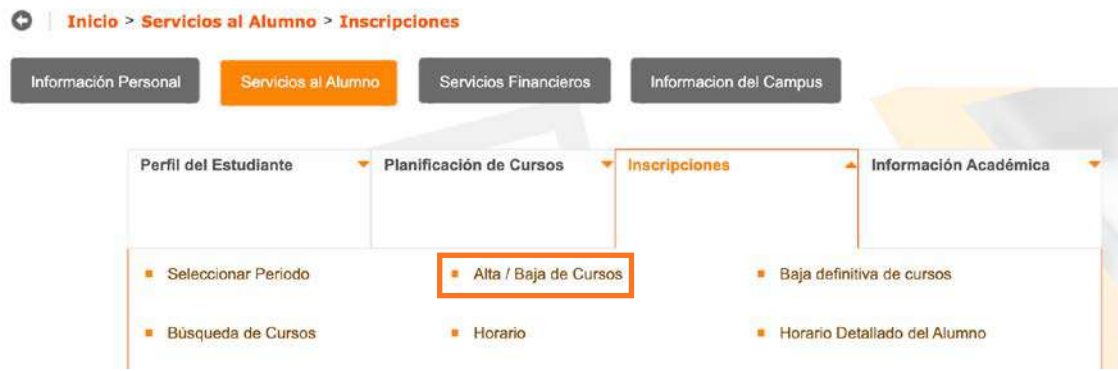 Inicio > Servicios al Alumno > Inscripciones
Información Personal
Servicios al Alumno
Servicios Financieros
Informacion del Campus
Perfil del Estudiante
Planificación de Cursos
Inscripciones
Información Académica
Seleccionar Periodo
Alta / Baja de Cursos
Baja definitiva de cursos
Búsqueda de Cursos
Horario
Horario Detallado del Alumno